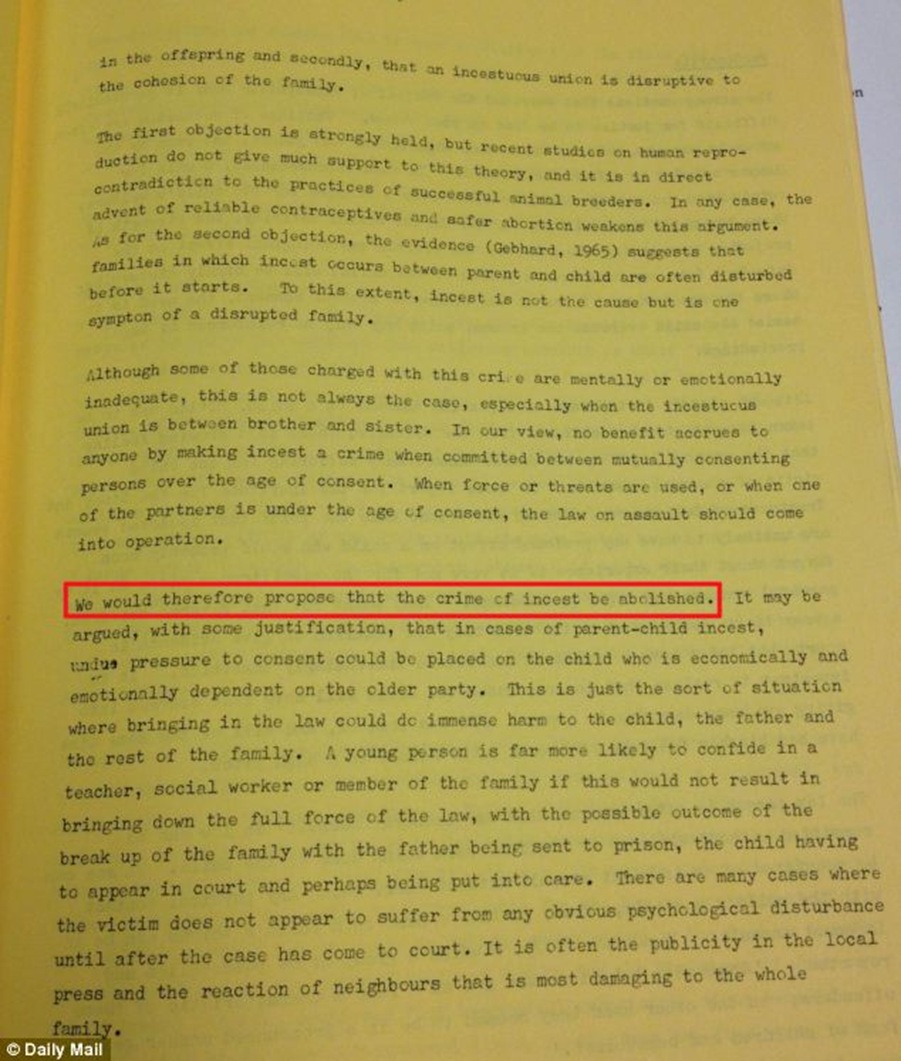 in the offspring and secondly, that an incestuous union is disruptive to
the cohesion of the family.
The first objection is strongly held, but recent studies on human repro-
duction do not give much support to this theory, and it is in direct
contradiction to the practices of successful animal breeders. In any case, the
advent of reliable contraceptives and safer abortion weakens this argument.
As for the second objection, the evidence (Gebhard, 1965) suggests that
families in which incest occurs between parent and child are often disturbed
before it starts. To this extent, incest is not the cause but is one
sympton of a disrupted family.
Although some of those charged with this cri e are mentally or emotionally
inadequate, this is not always the case, especially when the incestuous
union is between brother and sister. In our view, no benefit accrues to
anyone by making incest a crime when committed between mutually consenting
persons over the age of consent. When force or threats are used, or when one
of the partners is under the age of consent, the law on assault should come
into operation.
We would therefore propose that the crime of incest be abolished. It may be
argued, with some justification, that in cases of parent-child incest,
undue pressure to consent could be placed on the child who is economically and
emotionally dependent on the older party. This is just the sort of situation
where bringing in the law could do immense harm to the child, the father and
the rest of the family. A young person is far more likely to confide in a
teacher, social worker or member of the family if this would not result in
bringing down the full force of the law, with the possible outcome of the
break up of the family with the father being sent to prison, the child having
to appear in court and perhaps being put into care. There are many cases where
the victim does not appear to suffer from any obvious psychological disturbance
until after the case has come to court. It is often the publicity in the local
press and the reaction of neighbours that is most damaging to the whole
family.
© Daily Mail